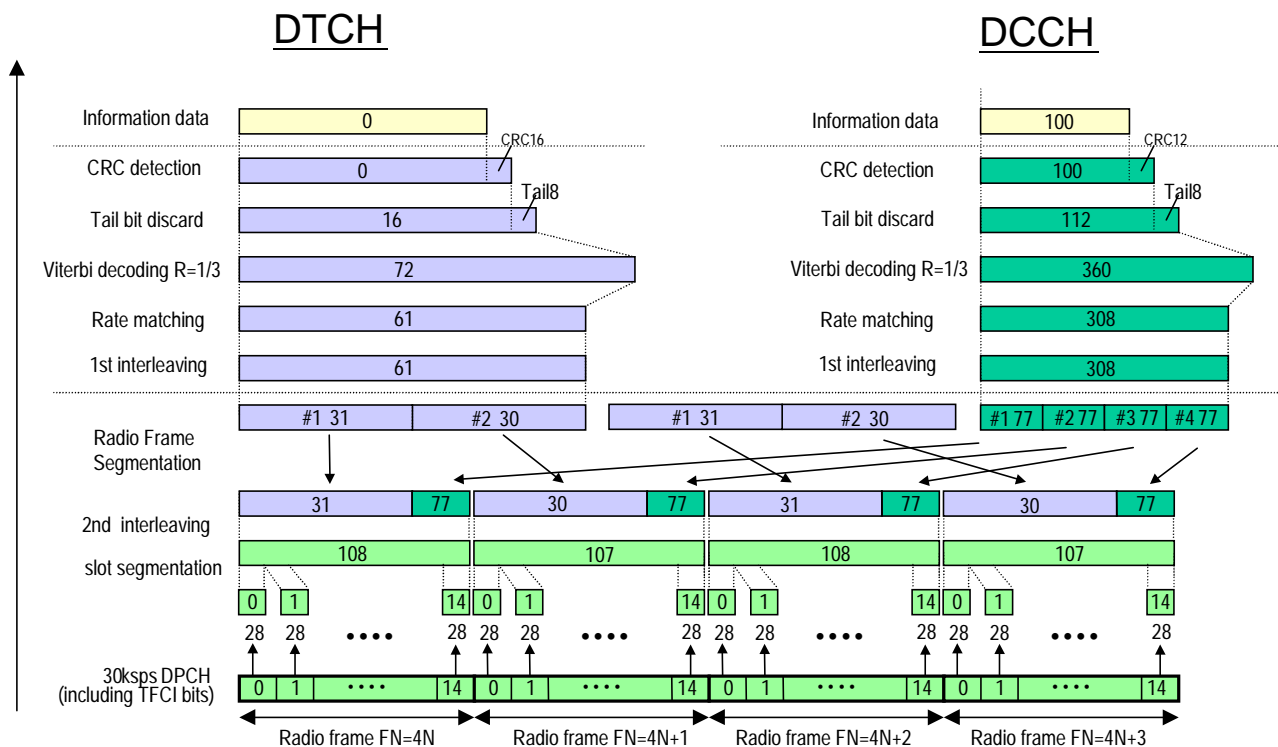 DTCH DCCH
Information data 0 Information data 100
CRC16 CRC12
CRC detection 0 CRC detection 100
Tail8 Tail8
Tail bit discard 16 Tail bit discard 112
Viterbi decoding R=1/3 72 Viterbi decoding R=1/3 360
Rate matching 61 Rate matching 308
1st interleaving 61 1st interleaving 308
#1 31 #2 30 #1 31 #2 30 #1 77 #2 77 #3 77 #4 77
Radio Frame
Segmentation
31 77 30 77 31 77 30 77
2nd interleaving
108 107 108 107
slot segmentation
0 1 14 0 1 14 0 1 14 0 1 14
28 28 •••• 28 28 28 •••• 28 28 28 •••• 28 28 28 •••• 28
30ksps DPCH
(including TFCI bits)
0 1 •••• 14 0 1 •••• 14 0 1 •••• 14 0 1 •••• 14
Radio frame FN=4N Radio frame FN=4N+1 Radio frame FN=4N+2 Radio frame FN=4N+3